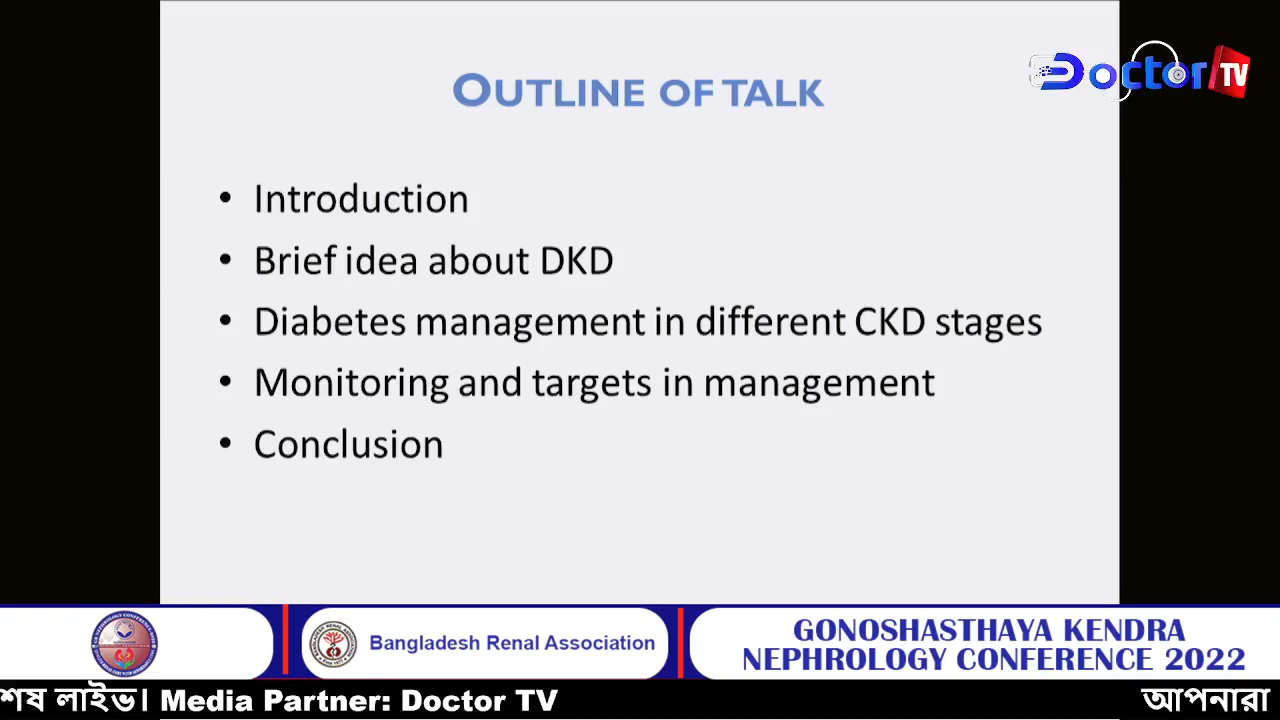 OUTLINE OF TALK
Doctor TV
• Introduction
• Brief idea about DKD
• Diabetes management in different CKD stages
• Monitoring and targets in management
• Conclusion
Bangladesh Renal Association
GONOSHASTHAYA KENDRA
NEPHROLOGY CONFERENCE 2022
শষ লাইভ। Media Partner: Doctor TV
আপনারা